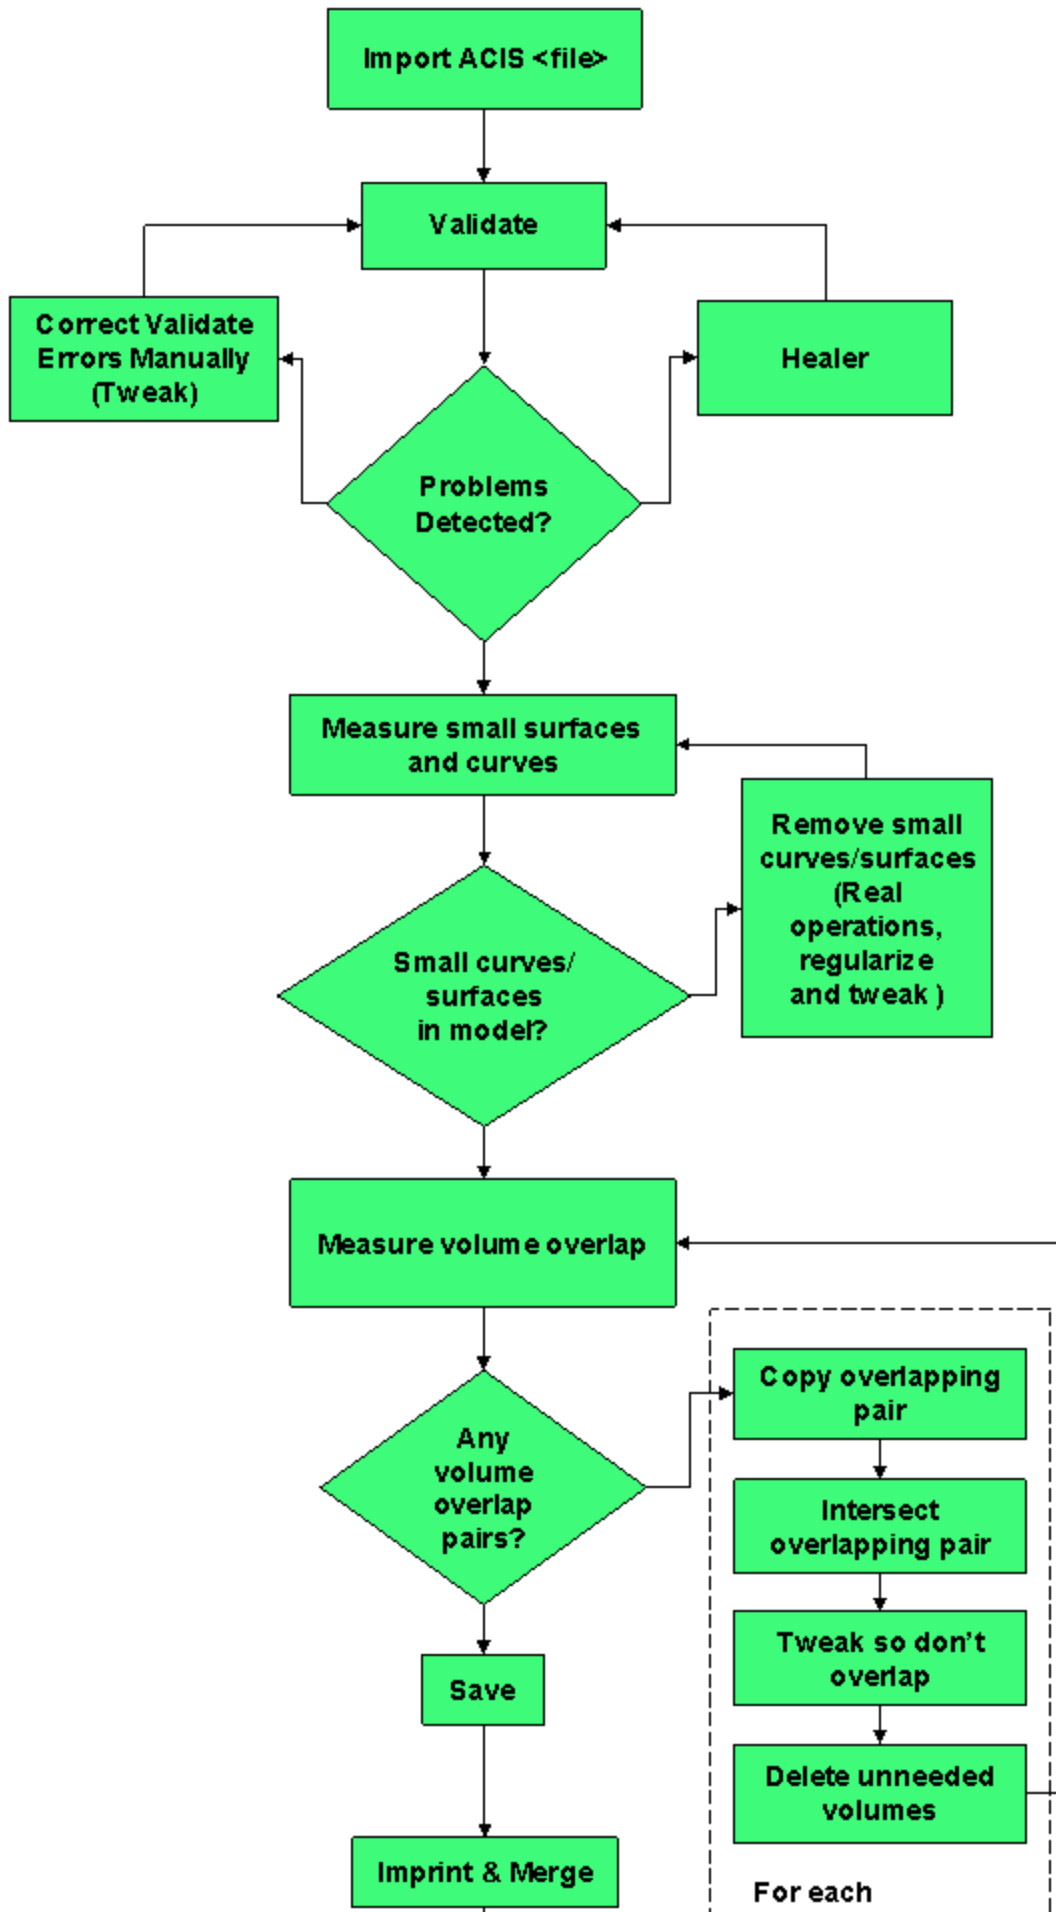 Import ACIS <file>
Validate
Correct Validate
Errors Manually
(Tweak)
Healer
Problems
Detected?
Measure small surfaces
and curves
Remove small
curves/surfaces
(Real
operations,
regularize
and tweak )
Small curves/
surfaces
in model?
Measure volume overlap
Copy overlapping
pair
Any
volume
overlap
pairs?
Intersect
overlapping pair
Tweak so don't
overlap
Save
Delete unneeded
volumes
Imprint & Merge
For each